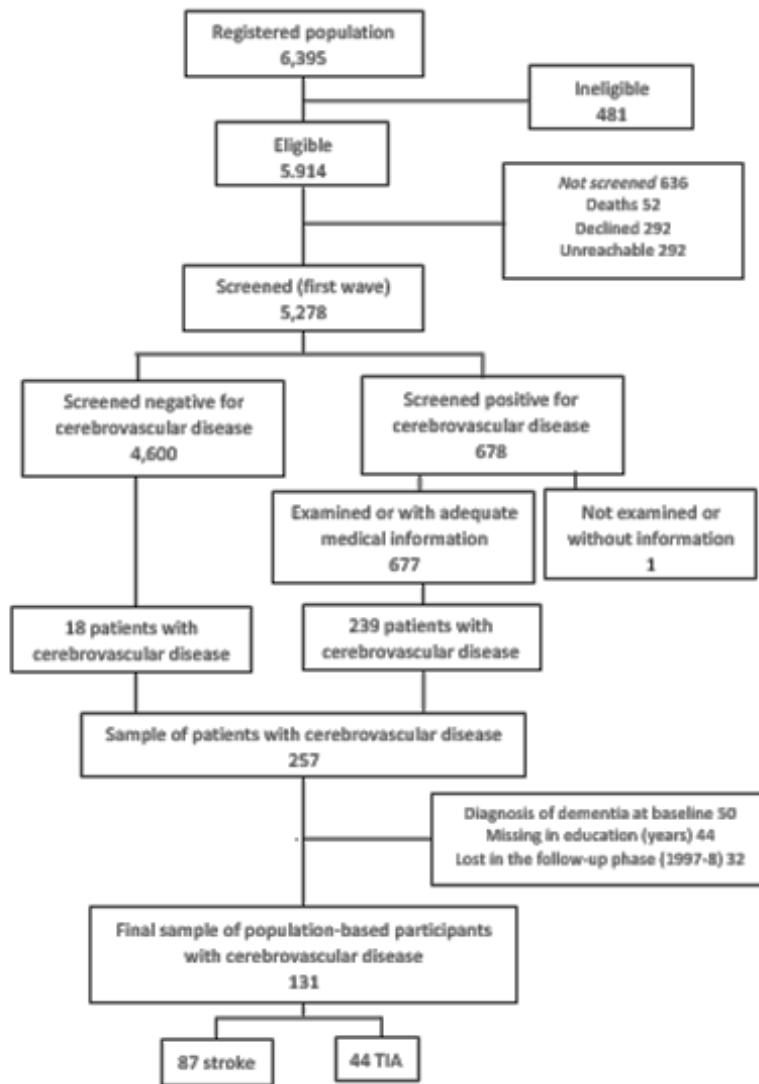 Registered population
6,395
Ineligible
481
Eligible
5.914
Not screened 636
Deaths 52
Declined 292
Unreachable 292
Screened (first wave)
5,278
Screened negative for
cerebrovascular disease
4,600
Screened positive for
cerebrovascular disease
678
Examined or with adequate
medical information
677
Not examined or
without information
1
18 patients with
cerebrovascular disease
239 patients with
cerebrovascular disease
Sample of patients with cerebrovascular disease
257
Diagnosis of dementia at baseline 50
Missing in education (years) 44
Lost in the follow-up phase (1997-8) 32
Final sample of population-based participants
with cerebrovascular disease
131
87 stroke
44 TIA